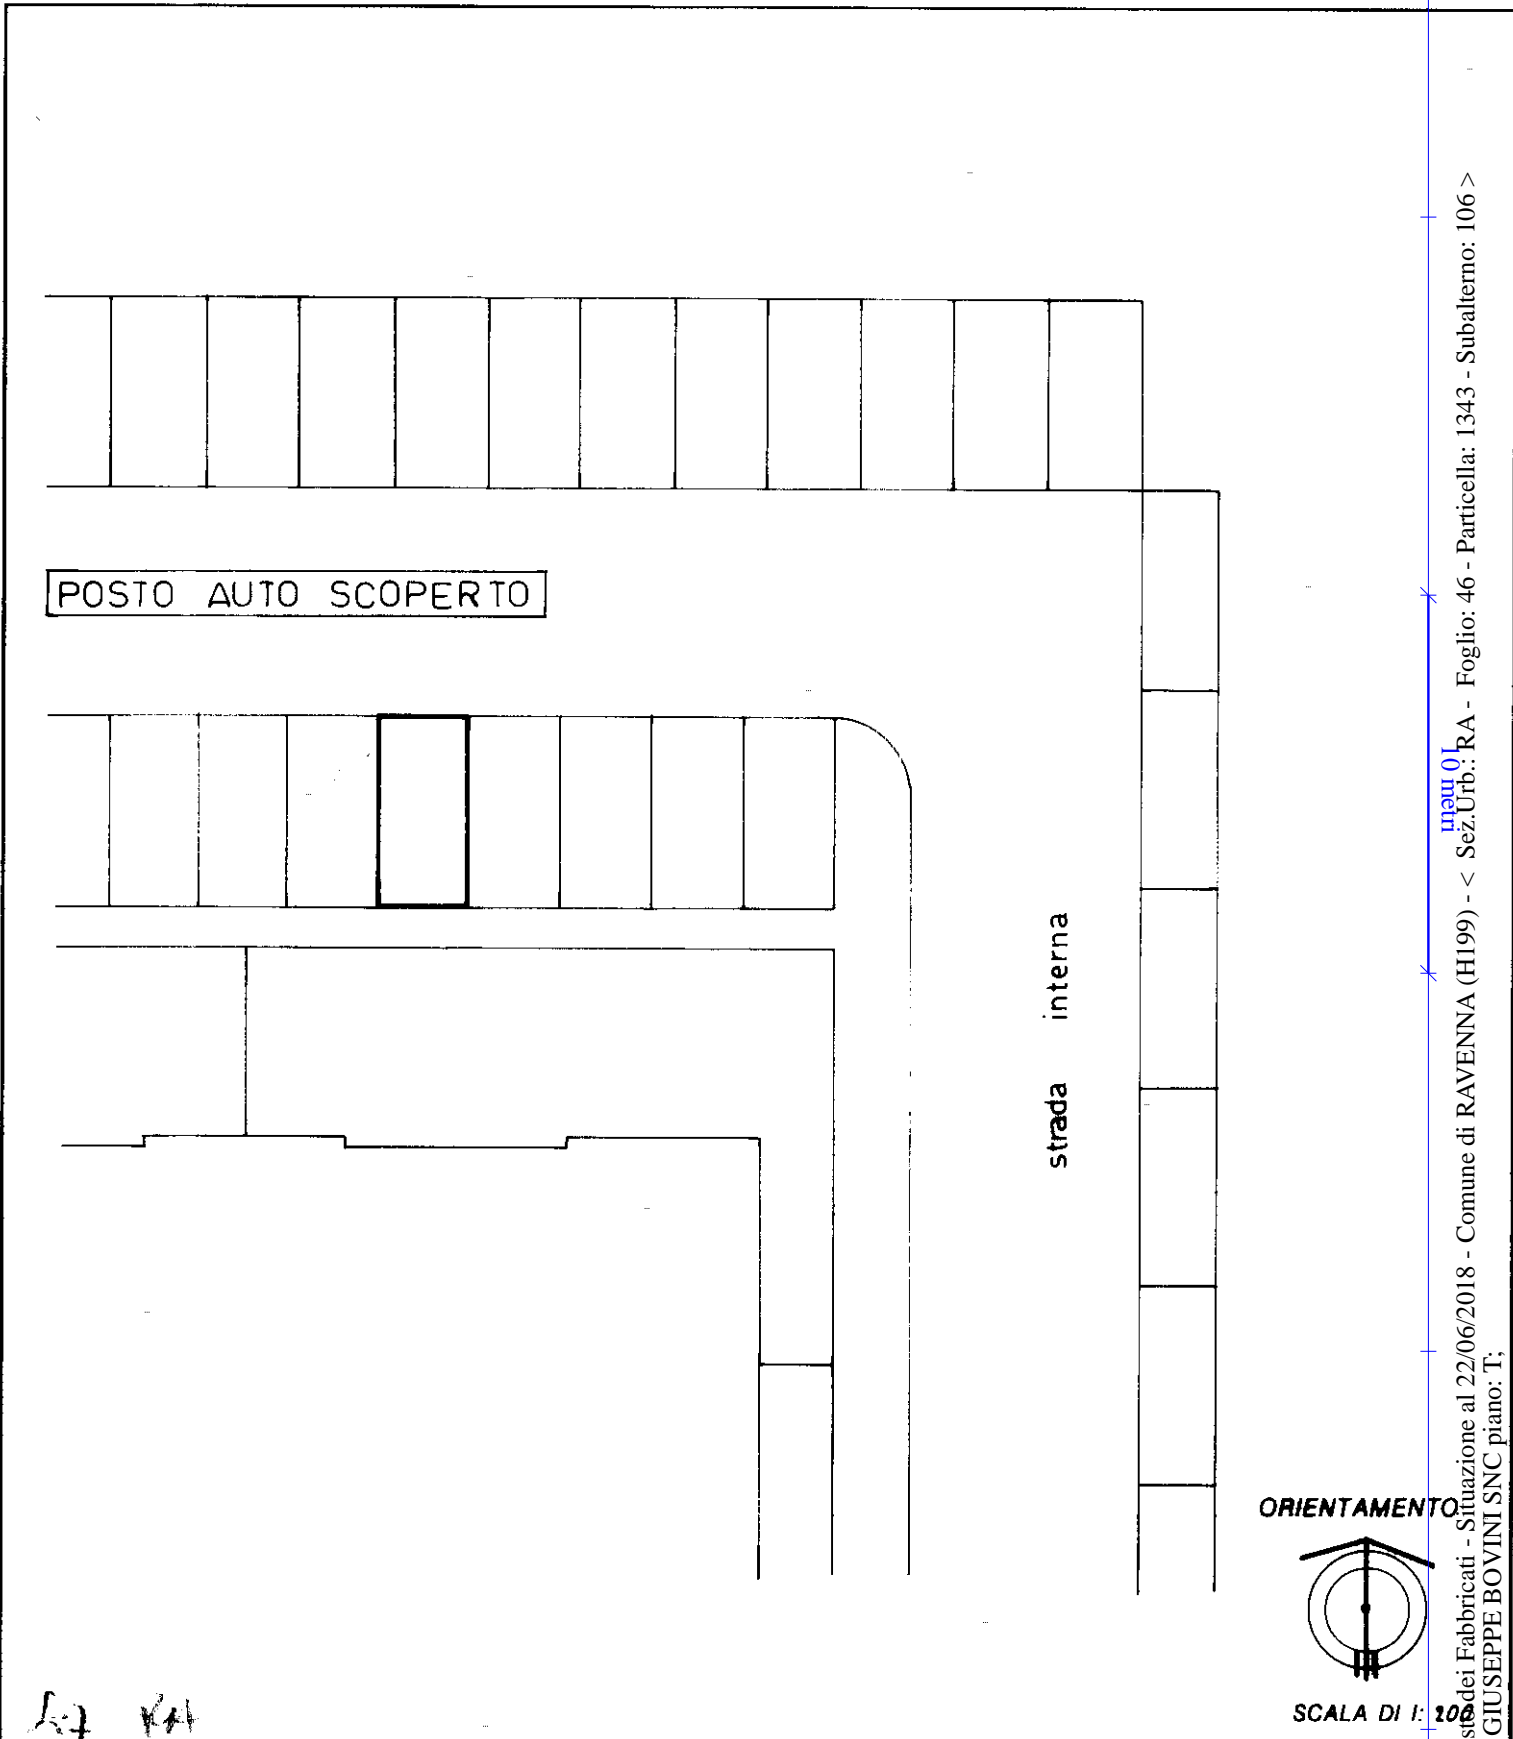 POSTO AUTO SCOPERTO
strada interna
10 metri
dei Fabbricati - Situazione al 22/06/2018 - Comune di RAVENNA (H199) - < Sez.Urb.: RA - Foglio: 46 - Particella: 1343 - Subalterno: 106 >
GIUSEPPE BOVINI SNC piano: T;
ORIENTAMENTO
SCALA DI I: 200